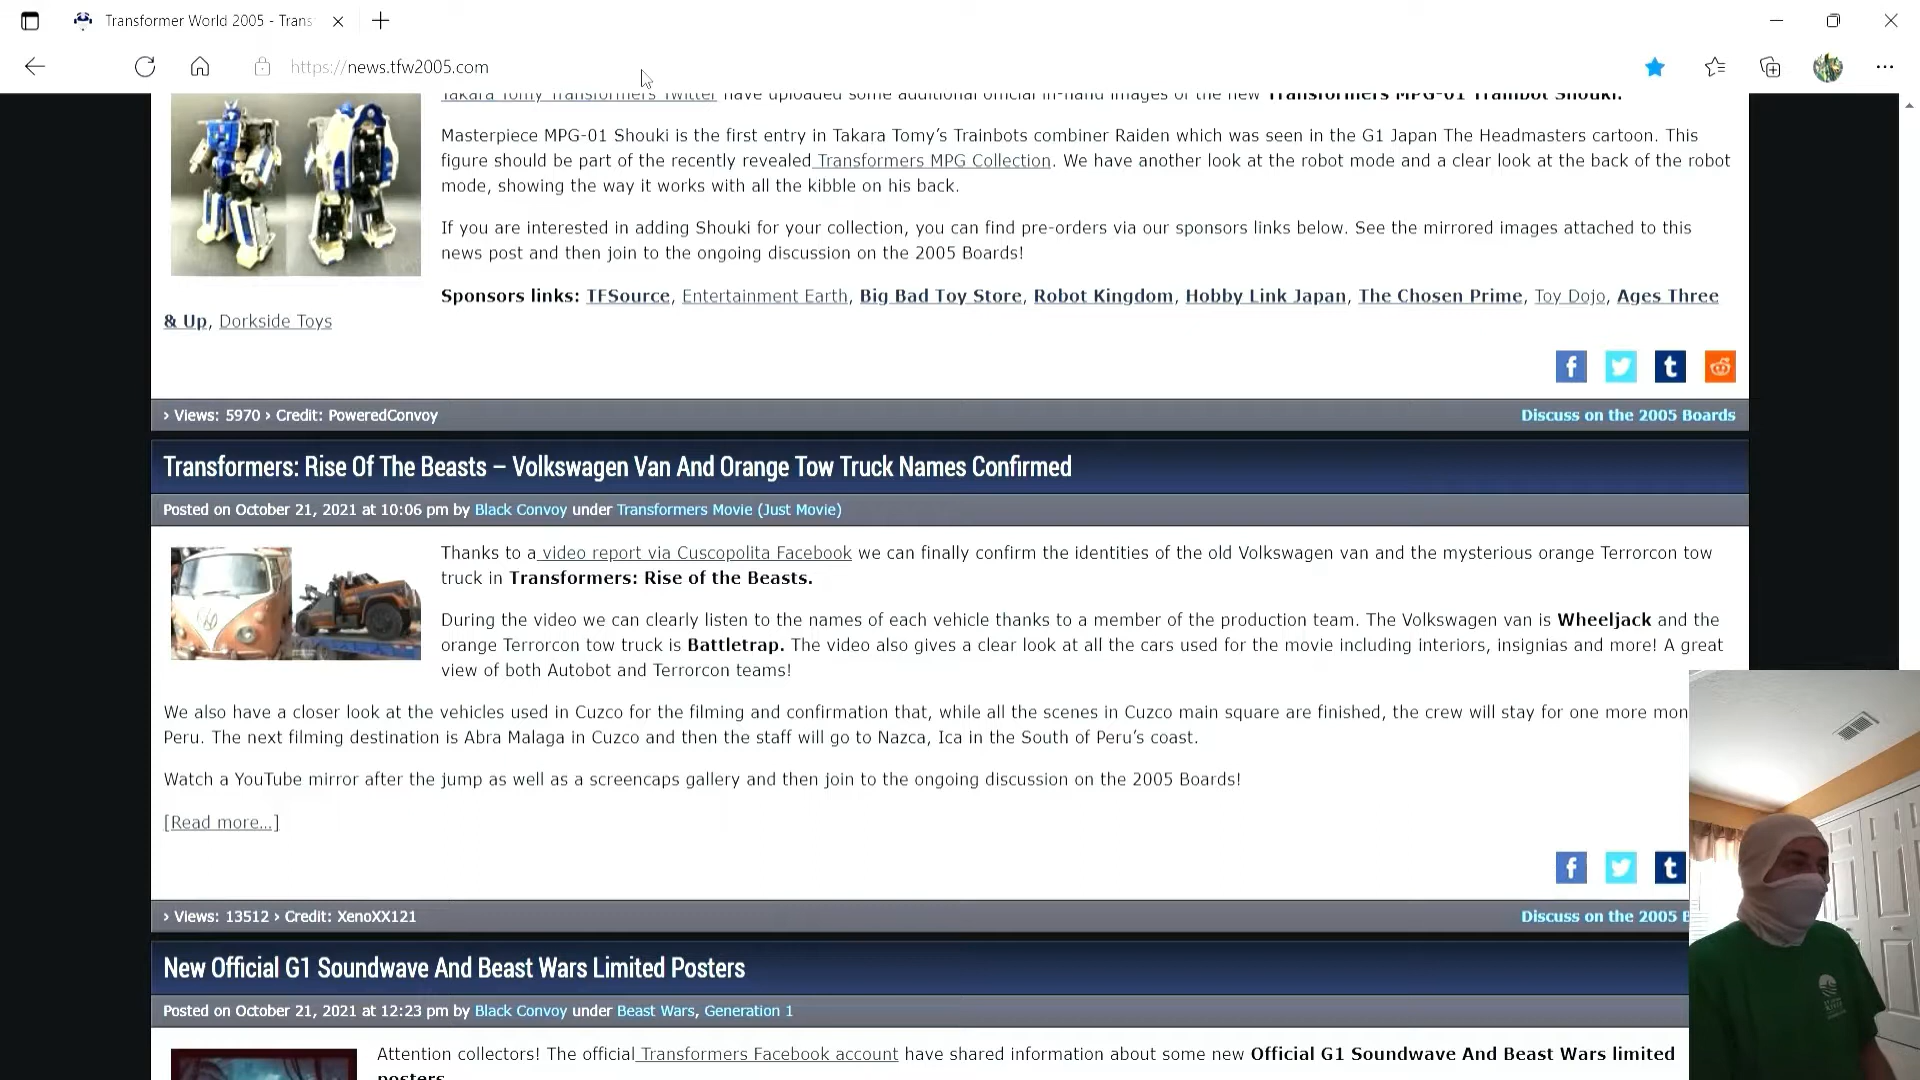 Transformer World 2005 - Trans
https://news.tfw2005.com
Takara Tomy Transformers Twitter have uploaded some additional official in-hand images of the new Transformers MPG-01 Trainbot Shouki.
Masterpiece MPG-01 Shouki is the first entry in Takara Tomy’s Trainbots combiner Raiden which was seen in the G1 Japan The Headmasters cartoon. This
figure should be part of the recently revealed Transformers MPG Collection. We have another look at the robot mode and a clear look at the back of the robot
mode, showing the way it works with all the kibble on his back.
If you are interested in adding Shouki for your collection, you can find pre-orders via our sponsors links below. See the mirrored images attached to this
news post and then join to the ongoing discussion on the 2005 Boards!
Sponsors links: TFSource, Entertainment Earth, Big Bad Toy Store, Robot Kingdom, Hobby Link Japan, The Chosen Prime, Toy Dojo, Ages Three
& Up, Dorkside Toys
› Views: 5970 › Credit: PoweredConvoy
Discuss on the 2005 Boards
Transformers: Rise Of The Beasts – Volkswagen Van And Orange Tow Truck Names Confirmed
Posted on October 21, 2021 at 10:06 pm by Black Convoy under Transformers Movie (Just Movie)
Thanks to a video report via Cuscopolita Facebook we can finally confirm the identities of the old Volkswagen van and the mysterious orange Terrorcon tow
truck in Transformers: Rise of the Beasts.
During the video we can clearly listen to the names of each vehicle thanks to a member of the production team. The Volkswagen van is Wheeljack and the
orange Terrorcon tow truck is Battletrap. The video also gives a clear look at all the cars used for the movie including interiors, insignias and more! A great
view of both Autobot and Terrorcon teams!
We also have a closer look at the vehicles used in Cuzco for the filming and confirmation that, while all the scenes in Cuzco main square are finished, the crew will stay for one more mon
Peru. The next filming destination is Abra Malaga in Cuzco and then the staff will go to Nazca, Ica in the South of Peru’s coast.
Watch a YouTube mirror after the jump as well as a screencaps gallery and then join to the ongoing discussion on the 2005 Boards!
[Read more...]
› Views: 13512 › Credit: XenoXX121
Discuss on the 2005 B
New Official G1 Soundwave And Beast Wars Limited Posters
Posted on October 21, 2021 at 12:23 pm by Black Convoy under Beast Wars, Generation 1
Attention collectors! The official Transformers Facebook account have shared information about some new Official G1 Soundwave And Beast Wars limited
posters